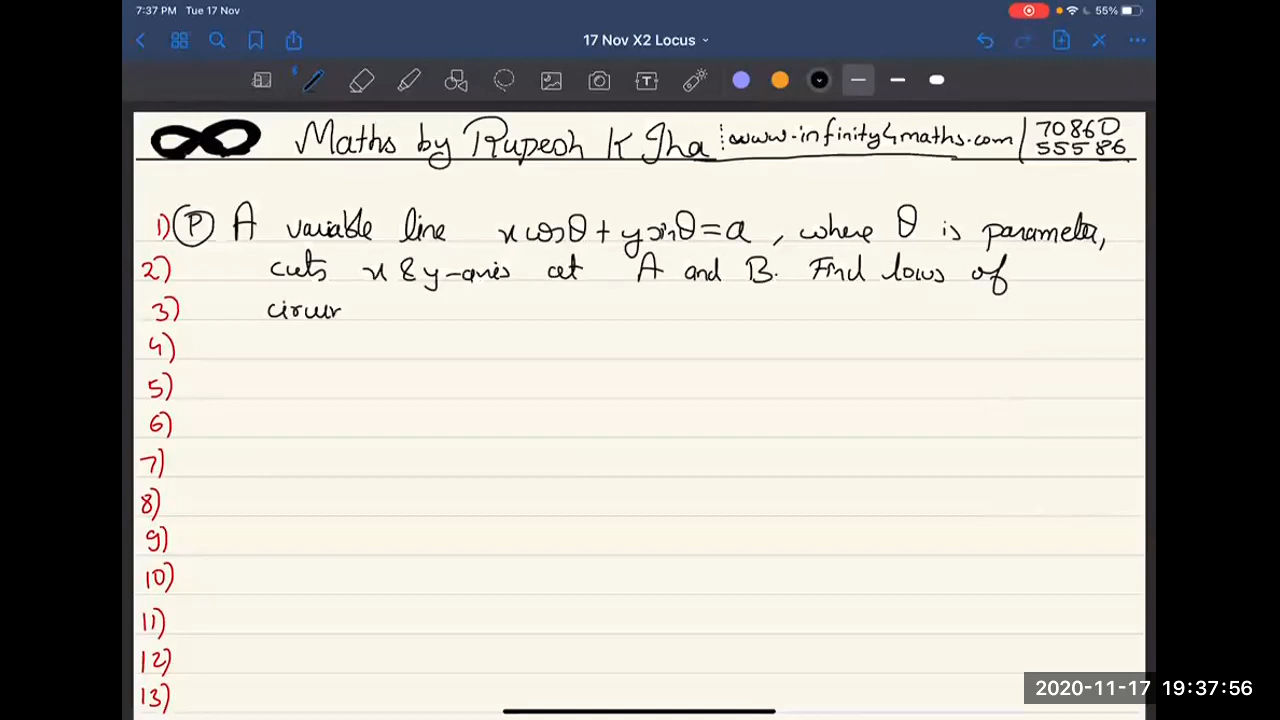 7:37 PM Tue 17 Nov
55%
17 Nov X2 Locus
T
Maths by Rupesh K Jha www.infinity4maths.com / 70860 55586
1) P A variable line x cosθ + y sinθ = a, where θ is parameter,
2) cuts x & y-axis at A and B. Find locus of
3) circum
4)
5)
6)
7)
8)
9)
10)
11)
12)
13)
2020-11-17 19:37:56